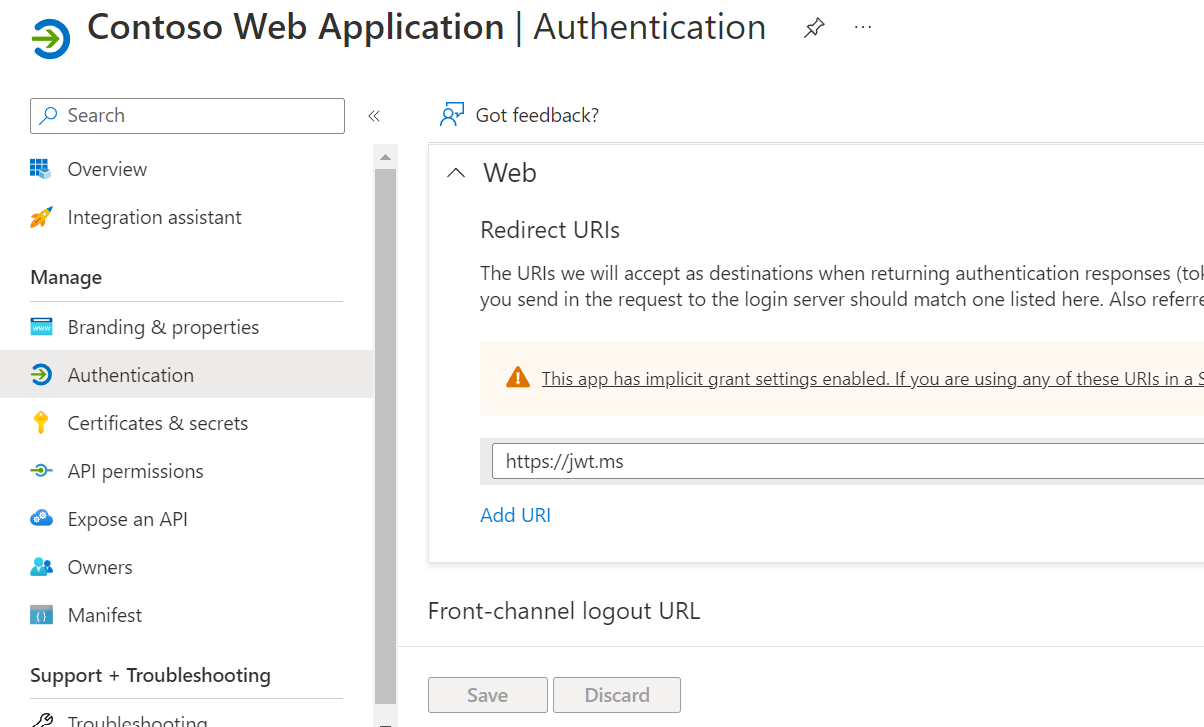 Contoso Web Application | Authentication
Search
Overview
Integration assistant
Manage
Branding & properties
Authentication
Certificates & secrets
API permissions
Expose an API
Owners
Manifest
Support + Troubleshooting
Troubleshooting
Got feedback?
Web
Redirect URIs
The URIs we will accept as destinations when returning authentication responses (tok
you send in the request to the login server should match one listed here. Also referre
This app has implicit grant settings enabled. If you are using any of these URIs in a S
https://jwt.ms
Add URI
Front-channel logout URL
Save
Discard